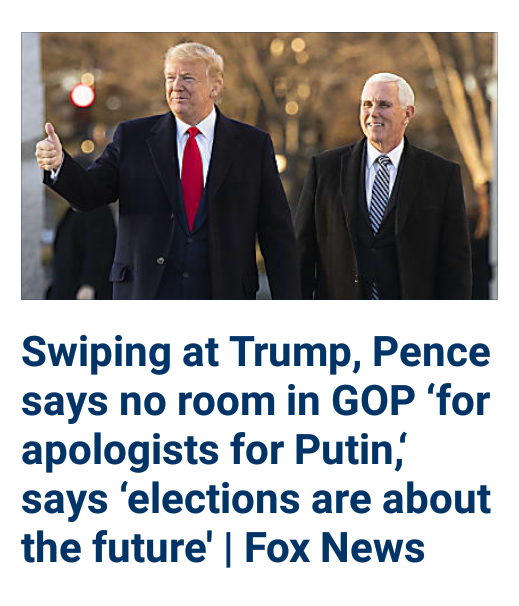 Swiping at Trump, Pence
says no room in GOP ‘for
apologists for Putin,‘
says ‘elections are about
the future' | Fox News